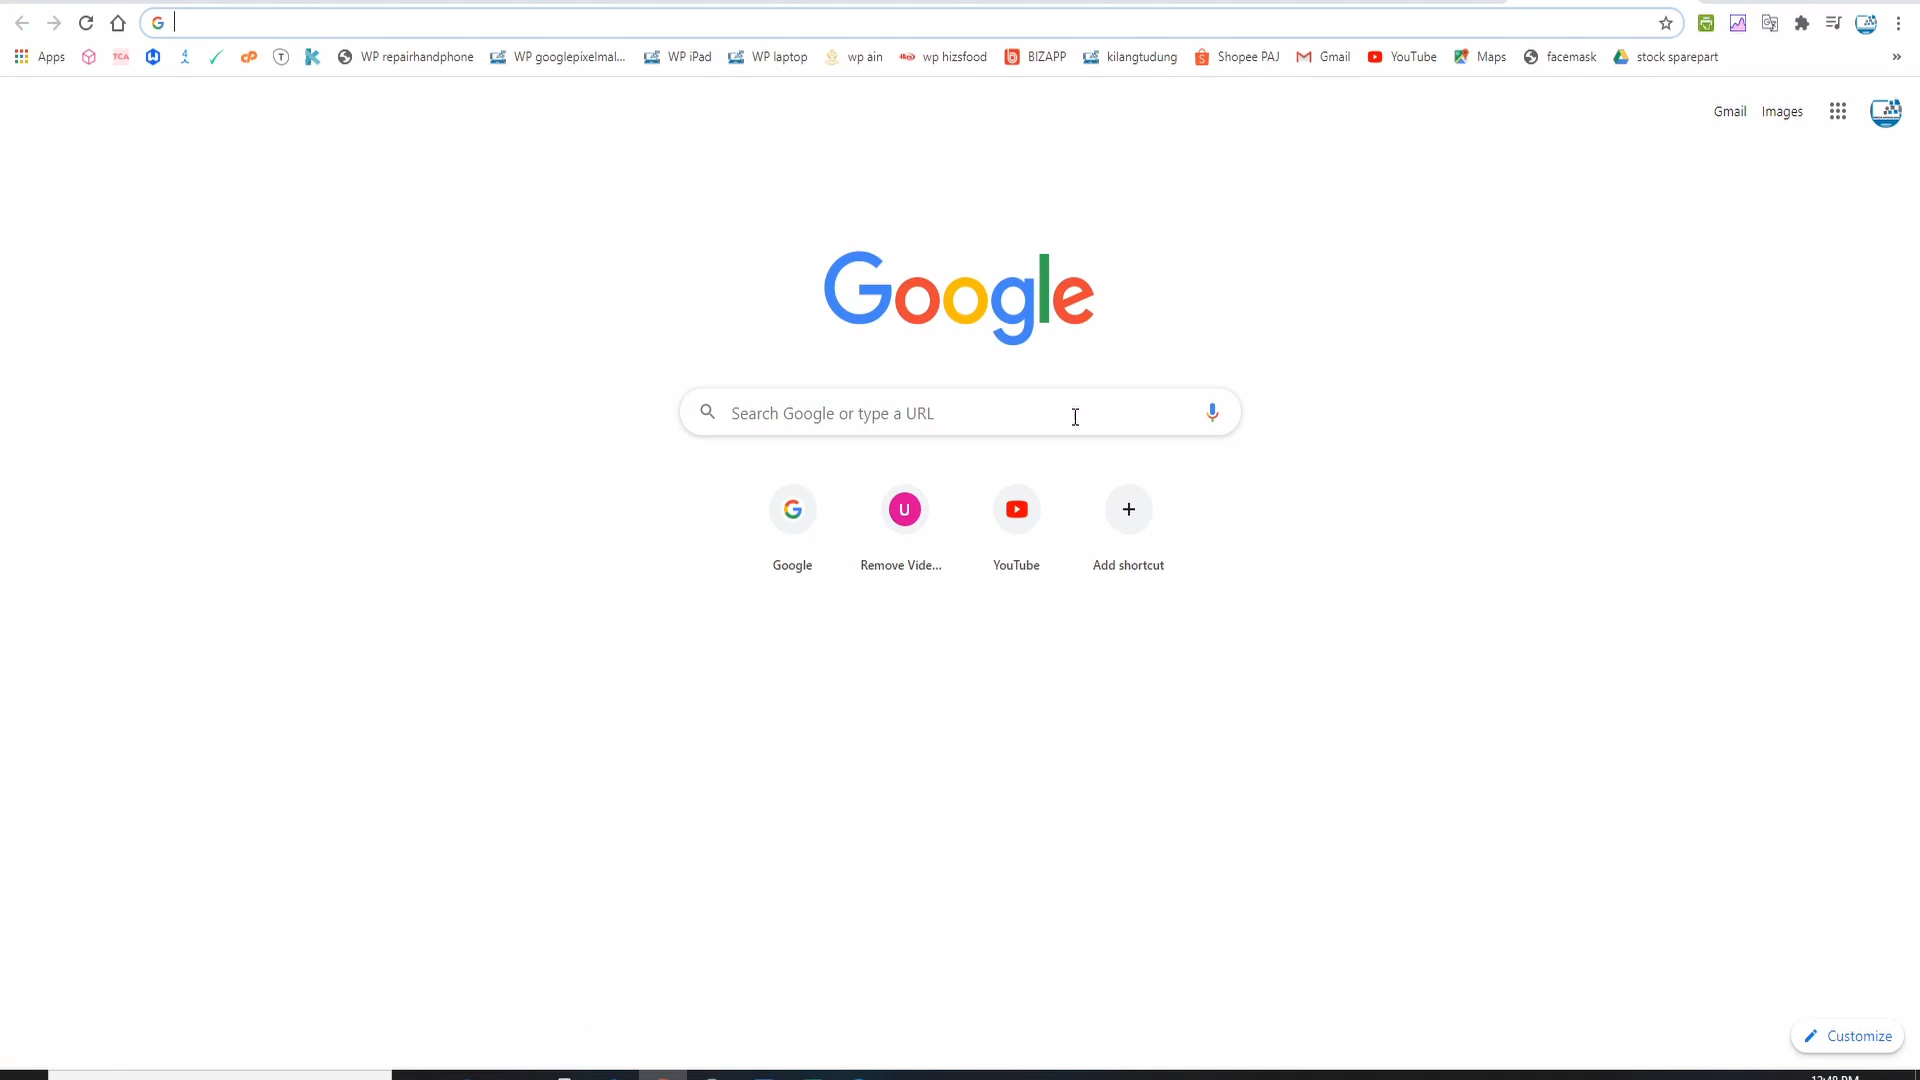 Apps TCA WP repairhandphone WP googlepixelmal... WP iPad WP laptop wp ain wp hizsfood BIZAPP kilangtudung Shopee PAJ Gmail YouTube Maps facemask stock sparepart »
Gmail Images
Google
Search Google or type a URL
U
Google Remove Vide... YouTube Add shortcut
Customize